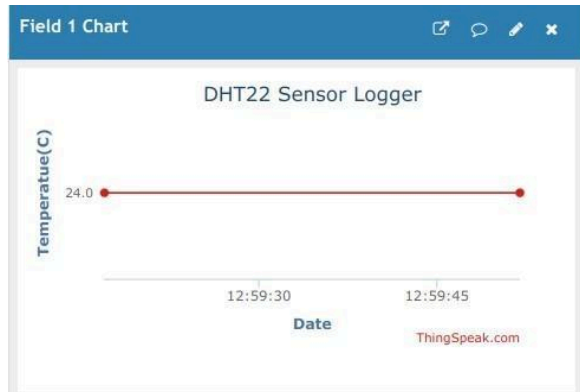 Field 1 Chart
DHT22 Sensor Logger
Temperatue(C)
24.0
12:59:30 12:59:45
Date
ThingSpeak.com